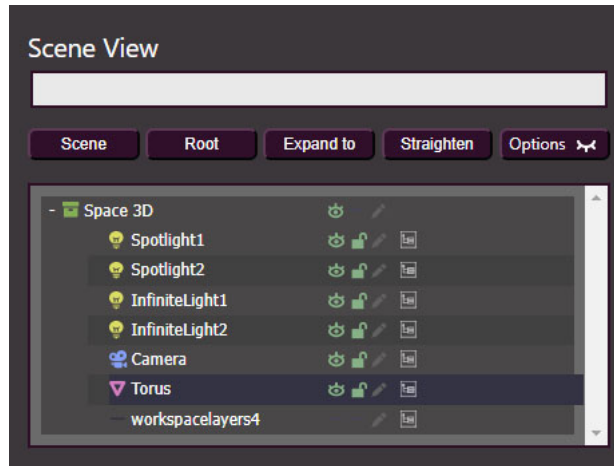 Scene View
Scene Root Expand to Straighten Options
- Space 3D
Spotlight1
Spotlight2
InfiniteLight1
InfiniteLight2
Camera
Torus
workspacelayers4